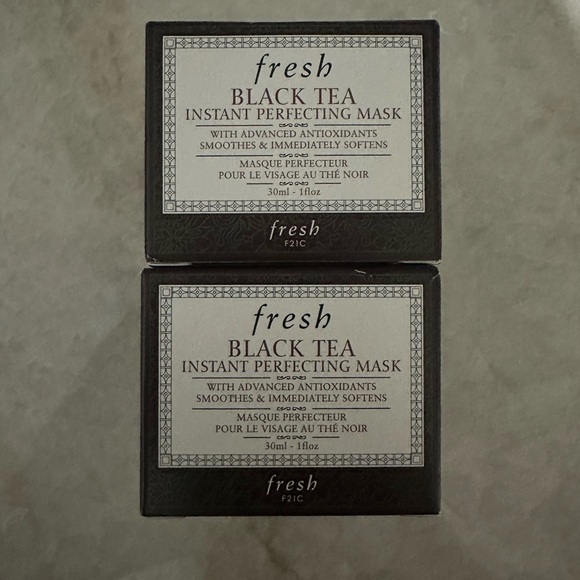 fresh
BLACK TEA
INSTANT PERFECTING MASK
WITH ADVANCED ANTIOXIDANTS
SMOOTHES & IMMEDIATELY SOFTENS
MASQUE PERFECTEUR
POUR LE VISAGE AU THÉ NOIR
30ml - 1floz
fresh
F21C
fresh
BLACK TEA
INSTANT PERFECTING MASK
WITH ADVANCED ANTIOXIDANTS
SMOOTHES & IMMEDIATELY SOFTENS
MASQUE PERFECTEUR
POUR LE VISAGE AU THÉ NOIR
30ml - 1floz
fresh
F21C